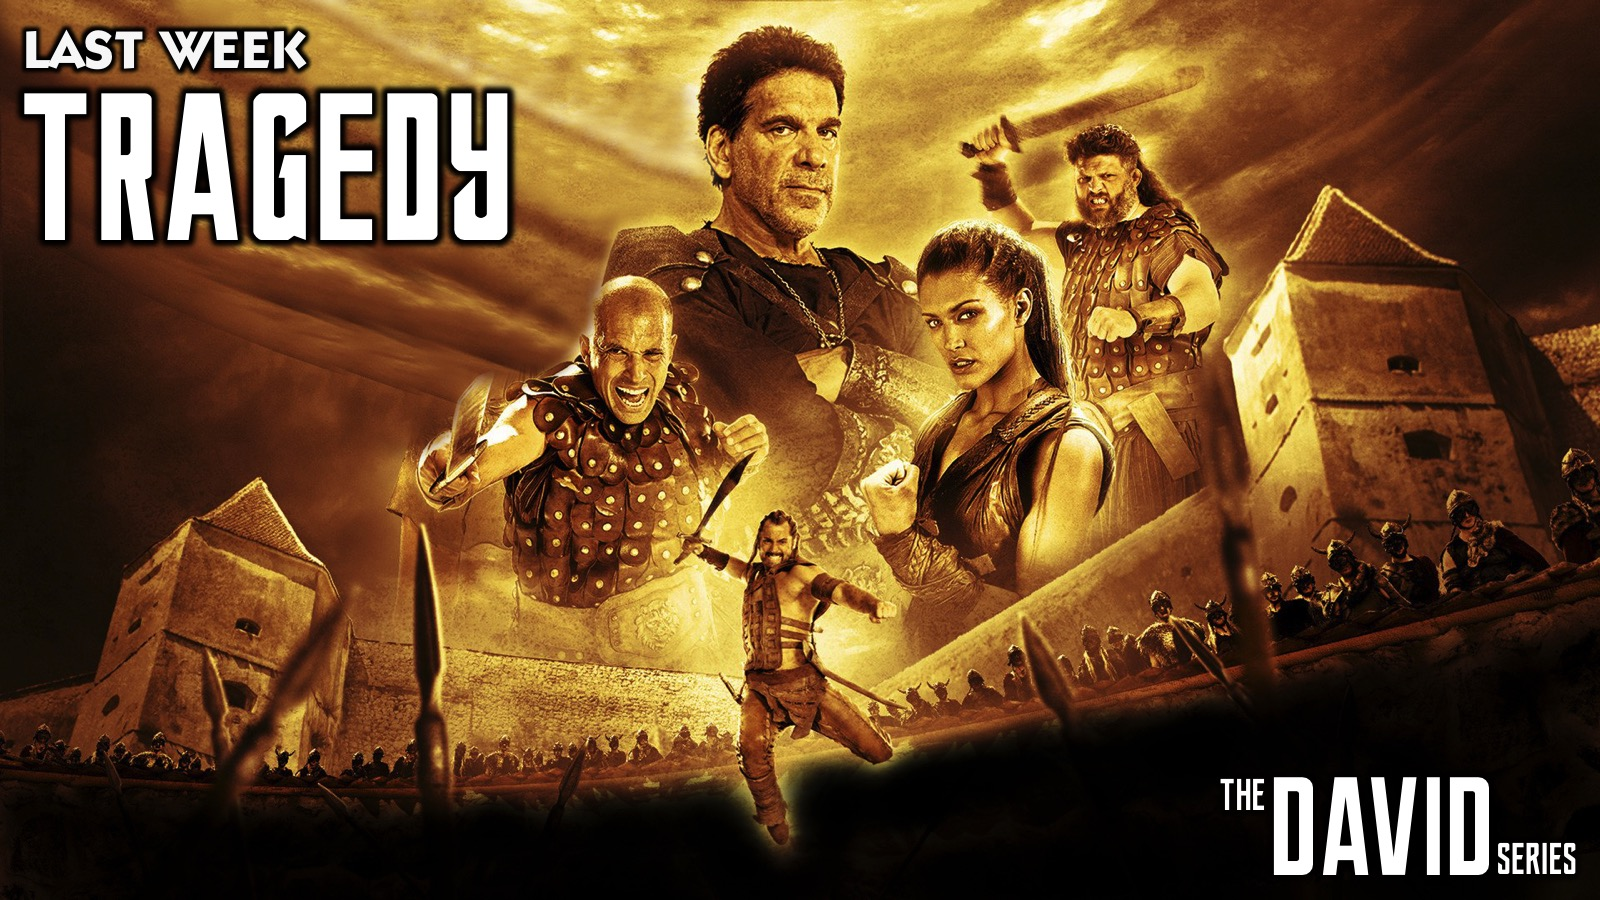 LAST WEEK
TRAGEDY
THE DAVID SERIES